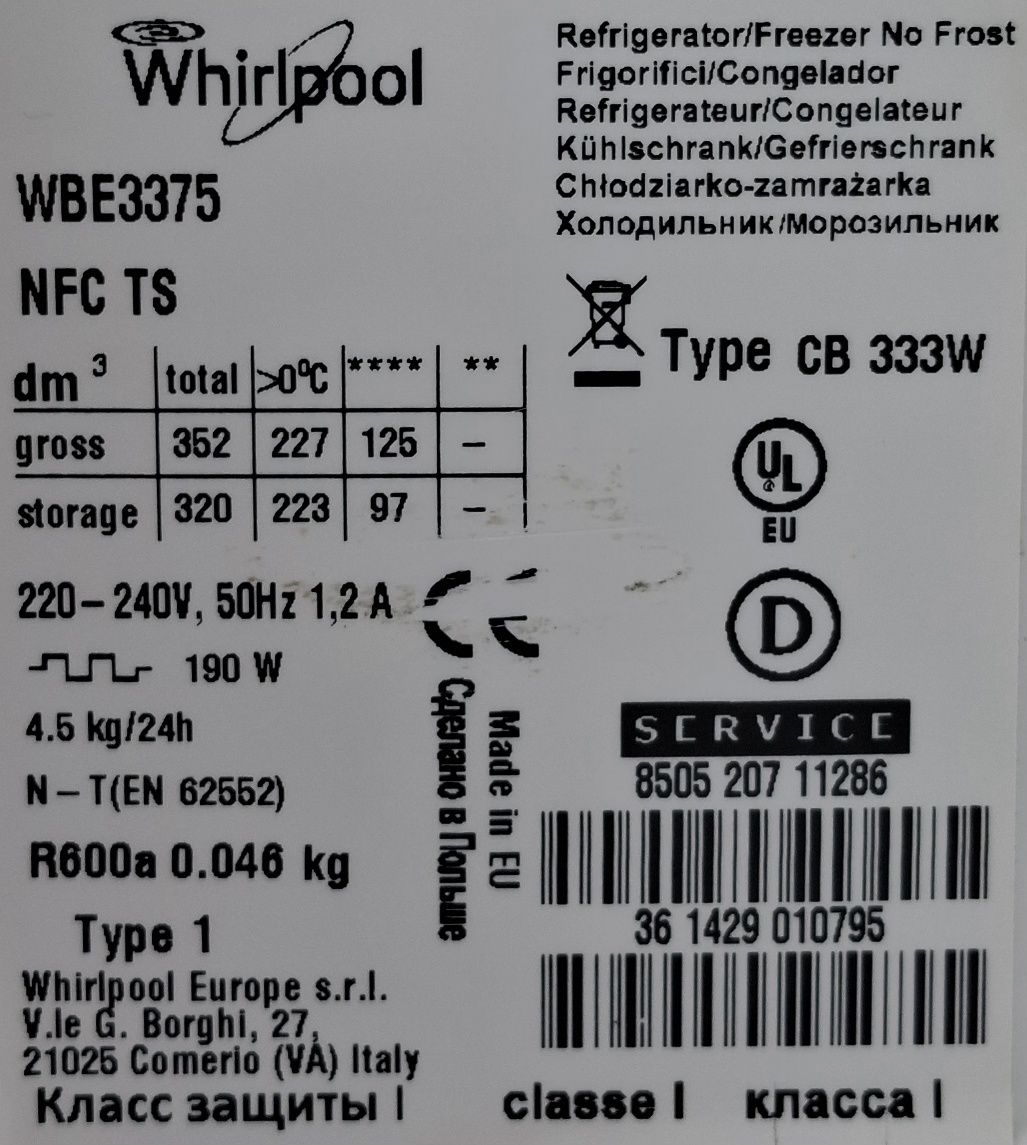 Whirlpool
Refrigerator/Freezer No Frost
Frigorifici/Congelador
Refrigerateur/Congelateur
Kühlschrank/Gefrierschrank
Chłodziarko-zamrażarka
Холодильник/Морозильник
WBE3375
NFC TS
Type CB 333W
dm³ total >0°C **** **
gross 352 227 125 –
storage 320 223 97 –
UL
EU
D
220–240V, 50Hz 1,2 A
190 W
4.5 kg/24h
N–T(EN 62552)
R600a 0.046 kg
Type 1
CE
Made in EU
Сделано в Польше
SERVICE
8505 207 11286
36 1429 010795
Whirlpool Europe s.r.l.
V.le G. Borghi, 27,
21025 Comerio (VA) Italy
Класс защиты I classe I класса I